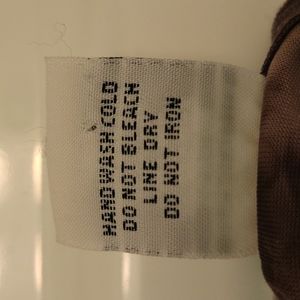 HAND WASH COLD
DO NOT BLEACH
LINE DRY
DO NOT IRON